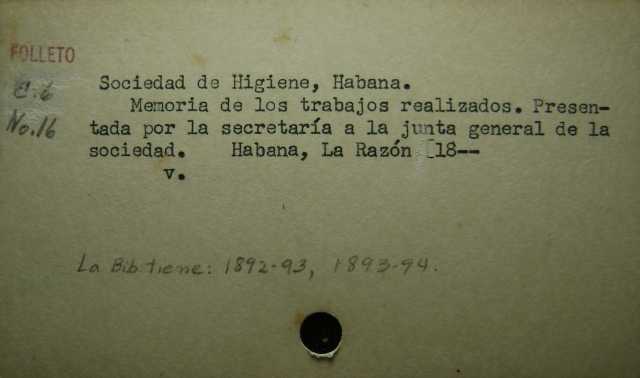 FOLLETO
C.6
No.16
Sociedad de Higiene, Habana.
Memoria de los trabajos realizados. Presen-
tada por la secretaría a la junta general de la
sociedad. Habana, La Razón [18--
v.
La Bib. tiene: 1892-93, 1893-94.